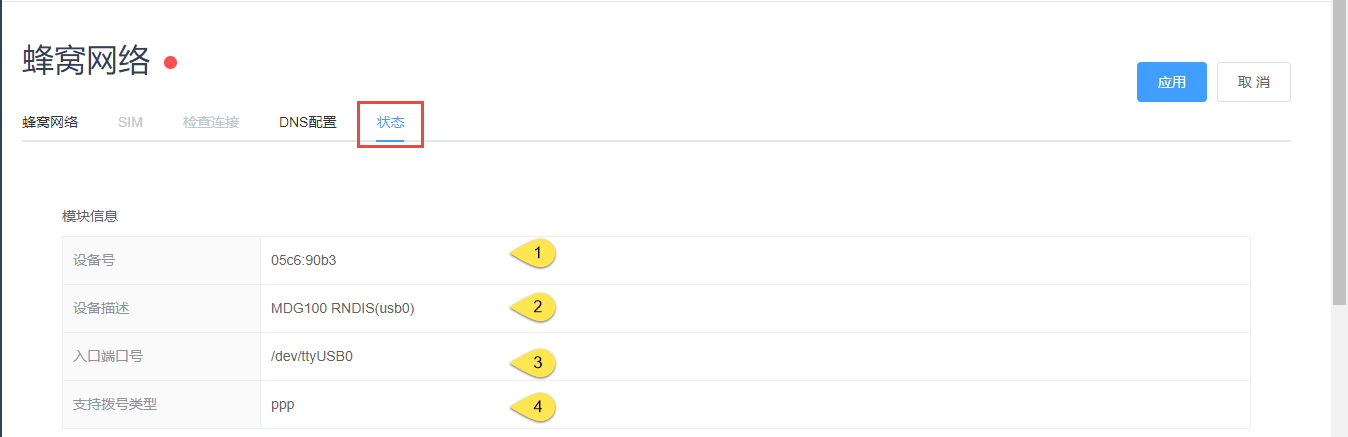 蜂窝网络
应用 取 消
蜂窝网络 SIM 检查连接 DNS配置 状态
模块信息
设备号 05c6:90b3 1
设备描述 MDG100 RNDIS(usb0) 2
入口端口号 /dev/ttyUSB0 3
支持拨号类型 ppp 4